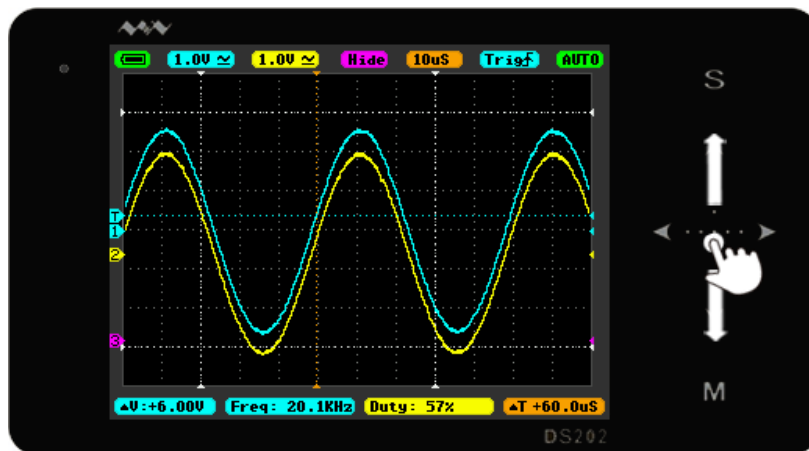 1.0V 1.0V Hide 10uS Trig AUTO
S
T
1
2
3
▲V:+6.00V Freq: 20.1KHz Duty: 57% ▲T +60.0uS
M
DS202